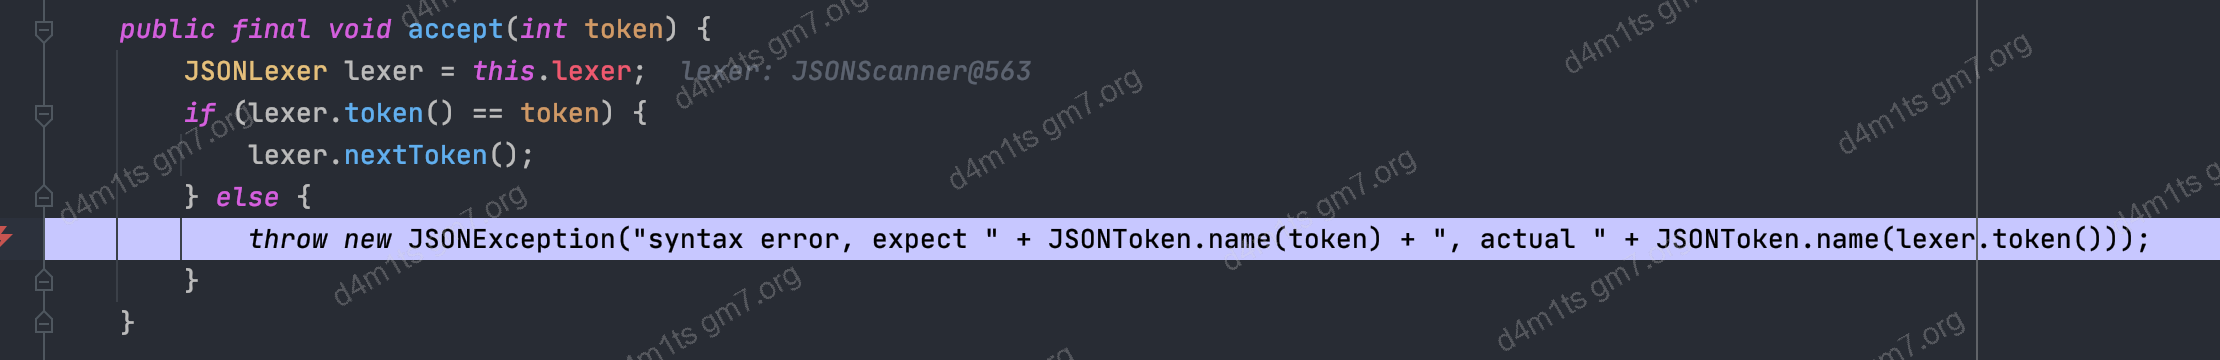 public final void accept(int token) {
JSONLexer lexer = this.lexer; lexer: JSONScanner@563
if (lexer.token() == token) {
lexer.nextToken();
} else {
throw new JSONException("syntax error, expect " + JSONToken.name(token) + ", actual " + JSONToken.name(lexer.token()));
}
}
d4m1ts gm7.org
d4m1ts gm7.org
d4m1ts gm7.org
d4m1ts gm7.org
d4m1ts gm7.org
d4m1ts gm7.org
d4m1ts gm7.org